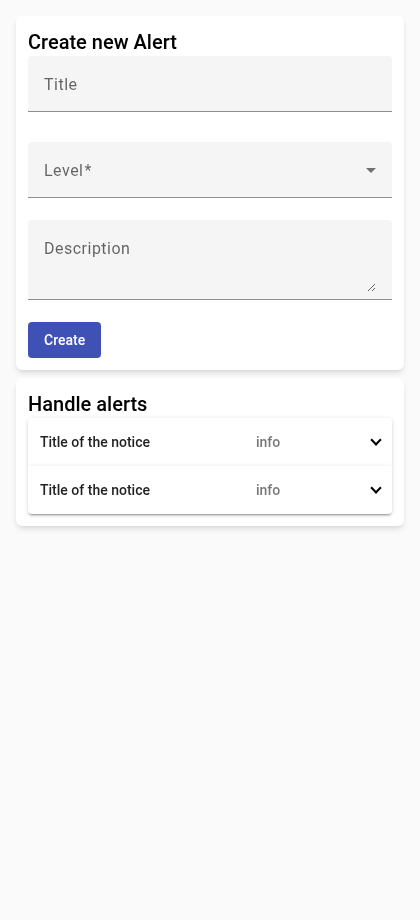 Create new Alert
Title
Level*
Description
Create
Handle alerts
Title of the notice info
Title of the notice info